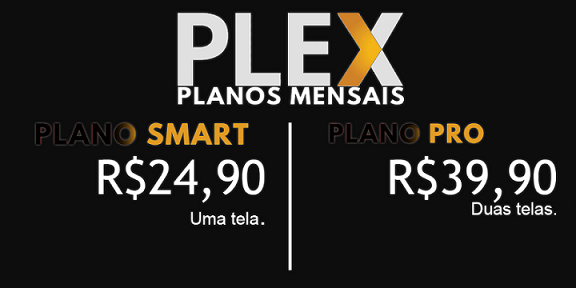 PLEX
PLANOS MENSAIS
PLANO SMART
R$24,90
Uma tela.
PLANO PRO
R$39,90
Duas telas.